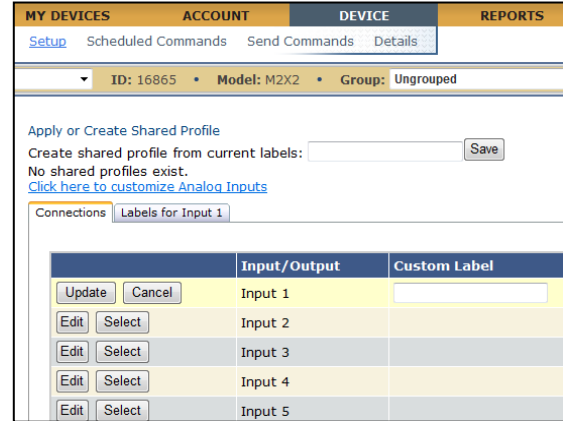 MY DEVICES ACCOUNT DEVICE REPORTS
Setup Scheduled Commands Send Commands Details
ID: 16865 • Model: M2X2 • Group: Ungrouped
Apply or Create Shared Profile
Create shared profile from current labels: Save
No shared profiles exist.
Click here to customize Analog Inputs
Connections Labels for Input 1
Input/Output Custom Label
Update Cancel Input 1
Edit Select Input 2
Edit Select Input 3
Edit Select Input 4
Edit Select Input 5